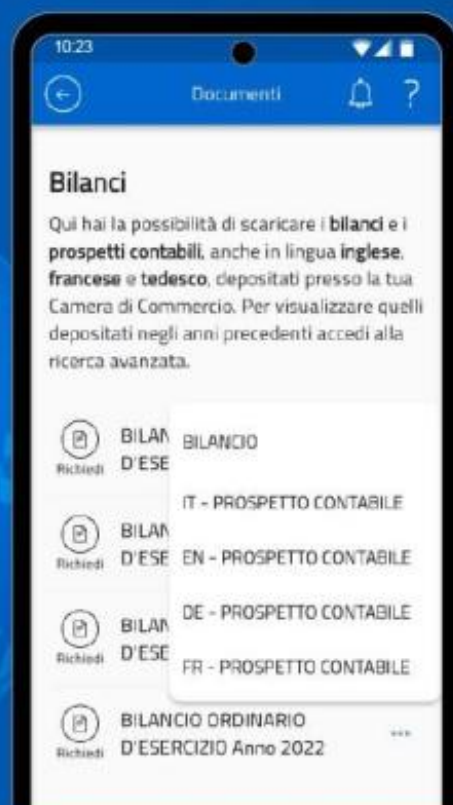 10:23
Documenti
?
Bilanci
Qui hai la possibilità di scaricare i bilanci e i
prospetti contabili, anche in lingua inglese,
francese e tedesco, depositati presso la tua
Camera di Commercio. Per visualizzare quelli
depositati negli anni precedenti accedi alla
ricerca avanzata.
BILAN
D'ESE
Richiedi
BILANCIO
IT - PROSPETTO CONTABILE
BILAN
D'ESE
Richiedi
EN - PROSPETTO CONTABILE
BILAN
D'ESE
Richiedi
DE - PROSPETTO CONTABILE
FR - PROSPETTO CONTABILE
BILANCIO ORDINARIO
D'ESERCIZIO Anno 2022
Richiedi